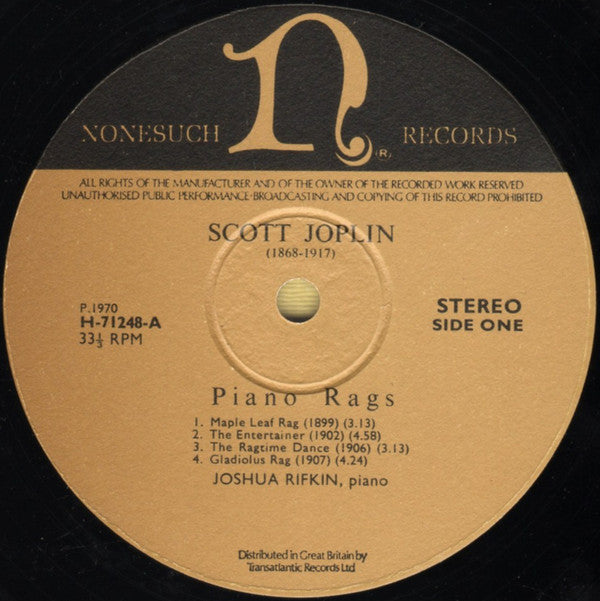 n
NONESUCH RECORDS
(R)
ALL RIGHTS OF THE MANUFACTURER AND OF THE OWNER OF THE RECORDED WORK RESERVED
UNAUTHORISED PUBLIC PERFORMANCE·BROADCASTING AND COPYING OF THIS RECORD PROHIBITED
SCOTT JOPLIN
(1868-1917)
P.1970
H-71248-A
33⅓ RPM
STEREO
SIDE ONE
Piano Rags
1. Maple Leaf Rag (1899) (3.13)
2. The Entertainer (1902) (4.58)
3. The Ragtime Dance (1906) (3.13)
4. Gladiolus Rag (1907) (4.24)
JOSHUA RIFKIN, piano
Distributed in Great Britain by
Transatlantic Records Ltd